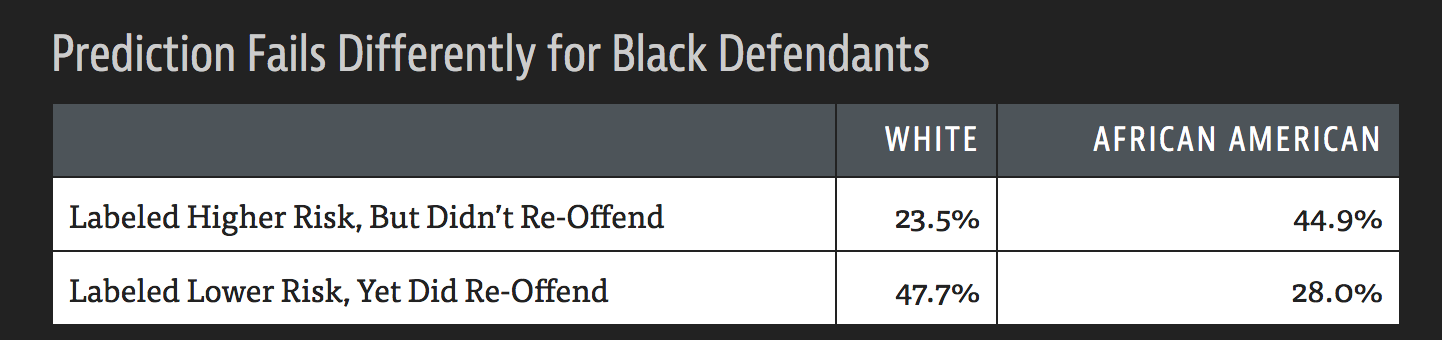 Prediction Fails Differently for Black Defendants
WHITE AFRICAN AMERICAN
Labeled Higher Risk, But Didn’t Re-Offend 23.5% 44.9%
Labeled Lower Risk, Yet Did Re-Offend 47.7% 28.0%